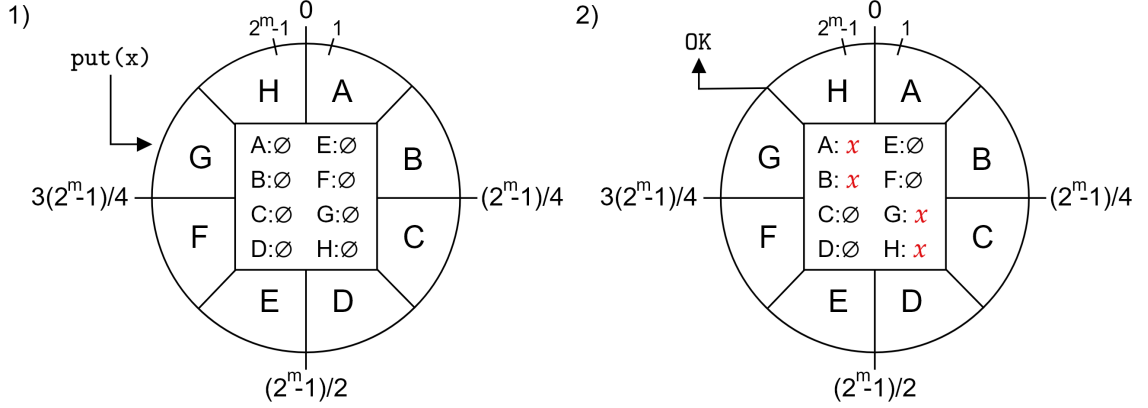 1)
0
2^m-1
1
put(x)
H A
G B
A:∅ E:∅
B:∅ F:∅
C:∅ G:∅
D:∅ H:∅
3(2^m-1)/4
(2^m-1)/4
F C
E D
(2^m-1)/2
2)
0
2^m-1
1
OK
H A
G B
A: x E:∅
B: x F:∅
C:∅ G: x
D:∅ H: x
3(2^m-1)/4
(2^m-1)/4
F C
E D
(2^m-1)/2